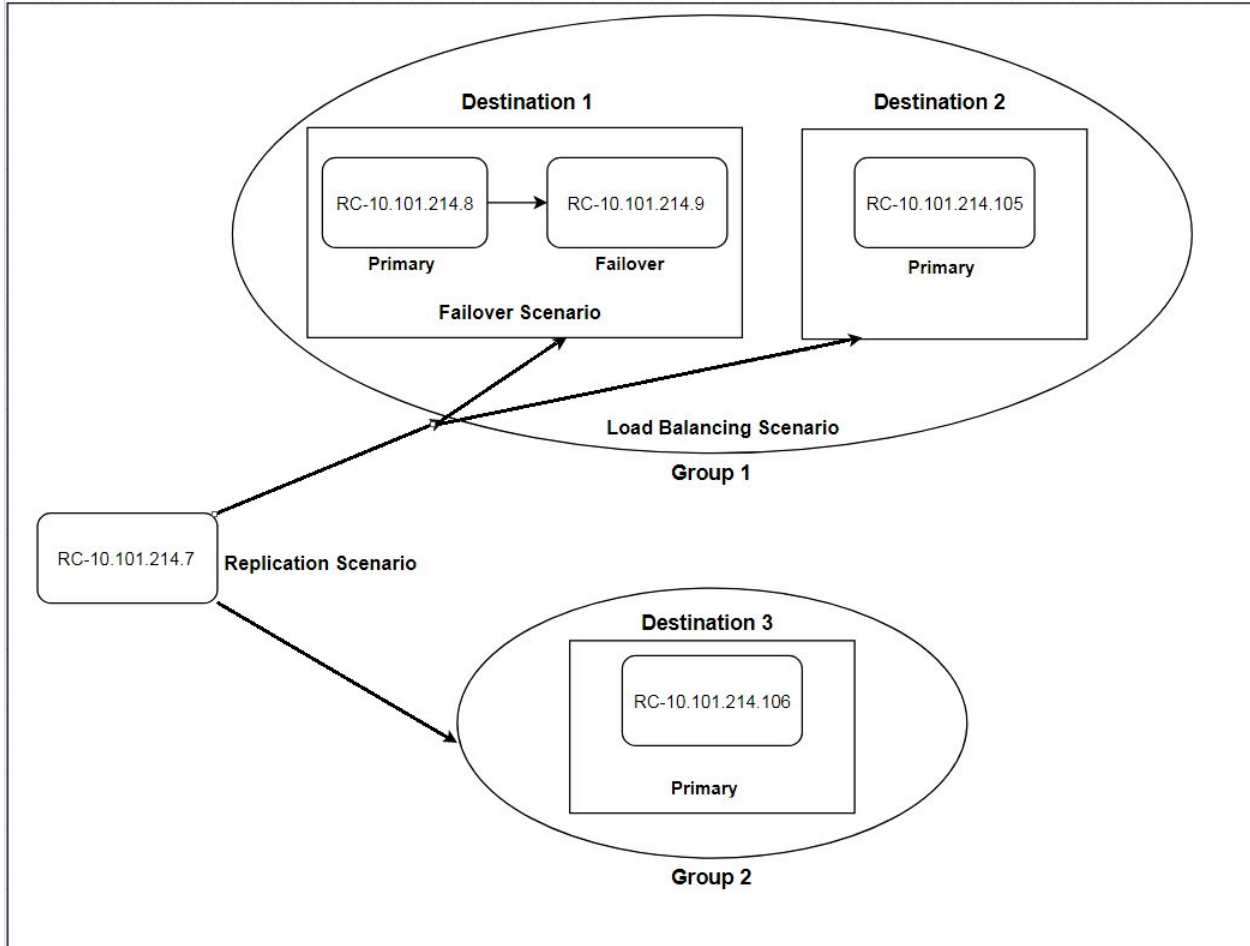 Destination 1
Destination 2
RC-10.101.214.8
RC-10.101.214.9
RC-10.101.214.105
Primary
Failover
Primary
Failover Scenario
Load Balancing Scenario
Group 1
RC-10.101.214.7
Replication Scenario
Destination 3
RC-10.101.214.106
Primary
Group 2